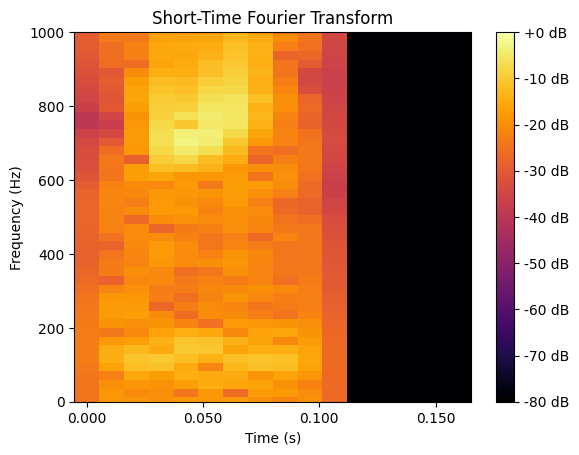 Short-Time Fourier Transform
1000
800
600
400
200
0
Frequency (Hz)
0.000
0.050
0.100
0.150
Time (s)
+0 dB
-10 dB
-20 dB
-30 dB
-40 dB
-50 dB
-60 dB
-70 dB
-80 dB